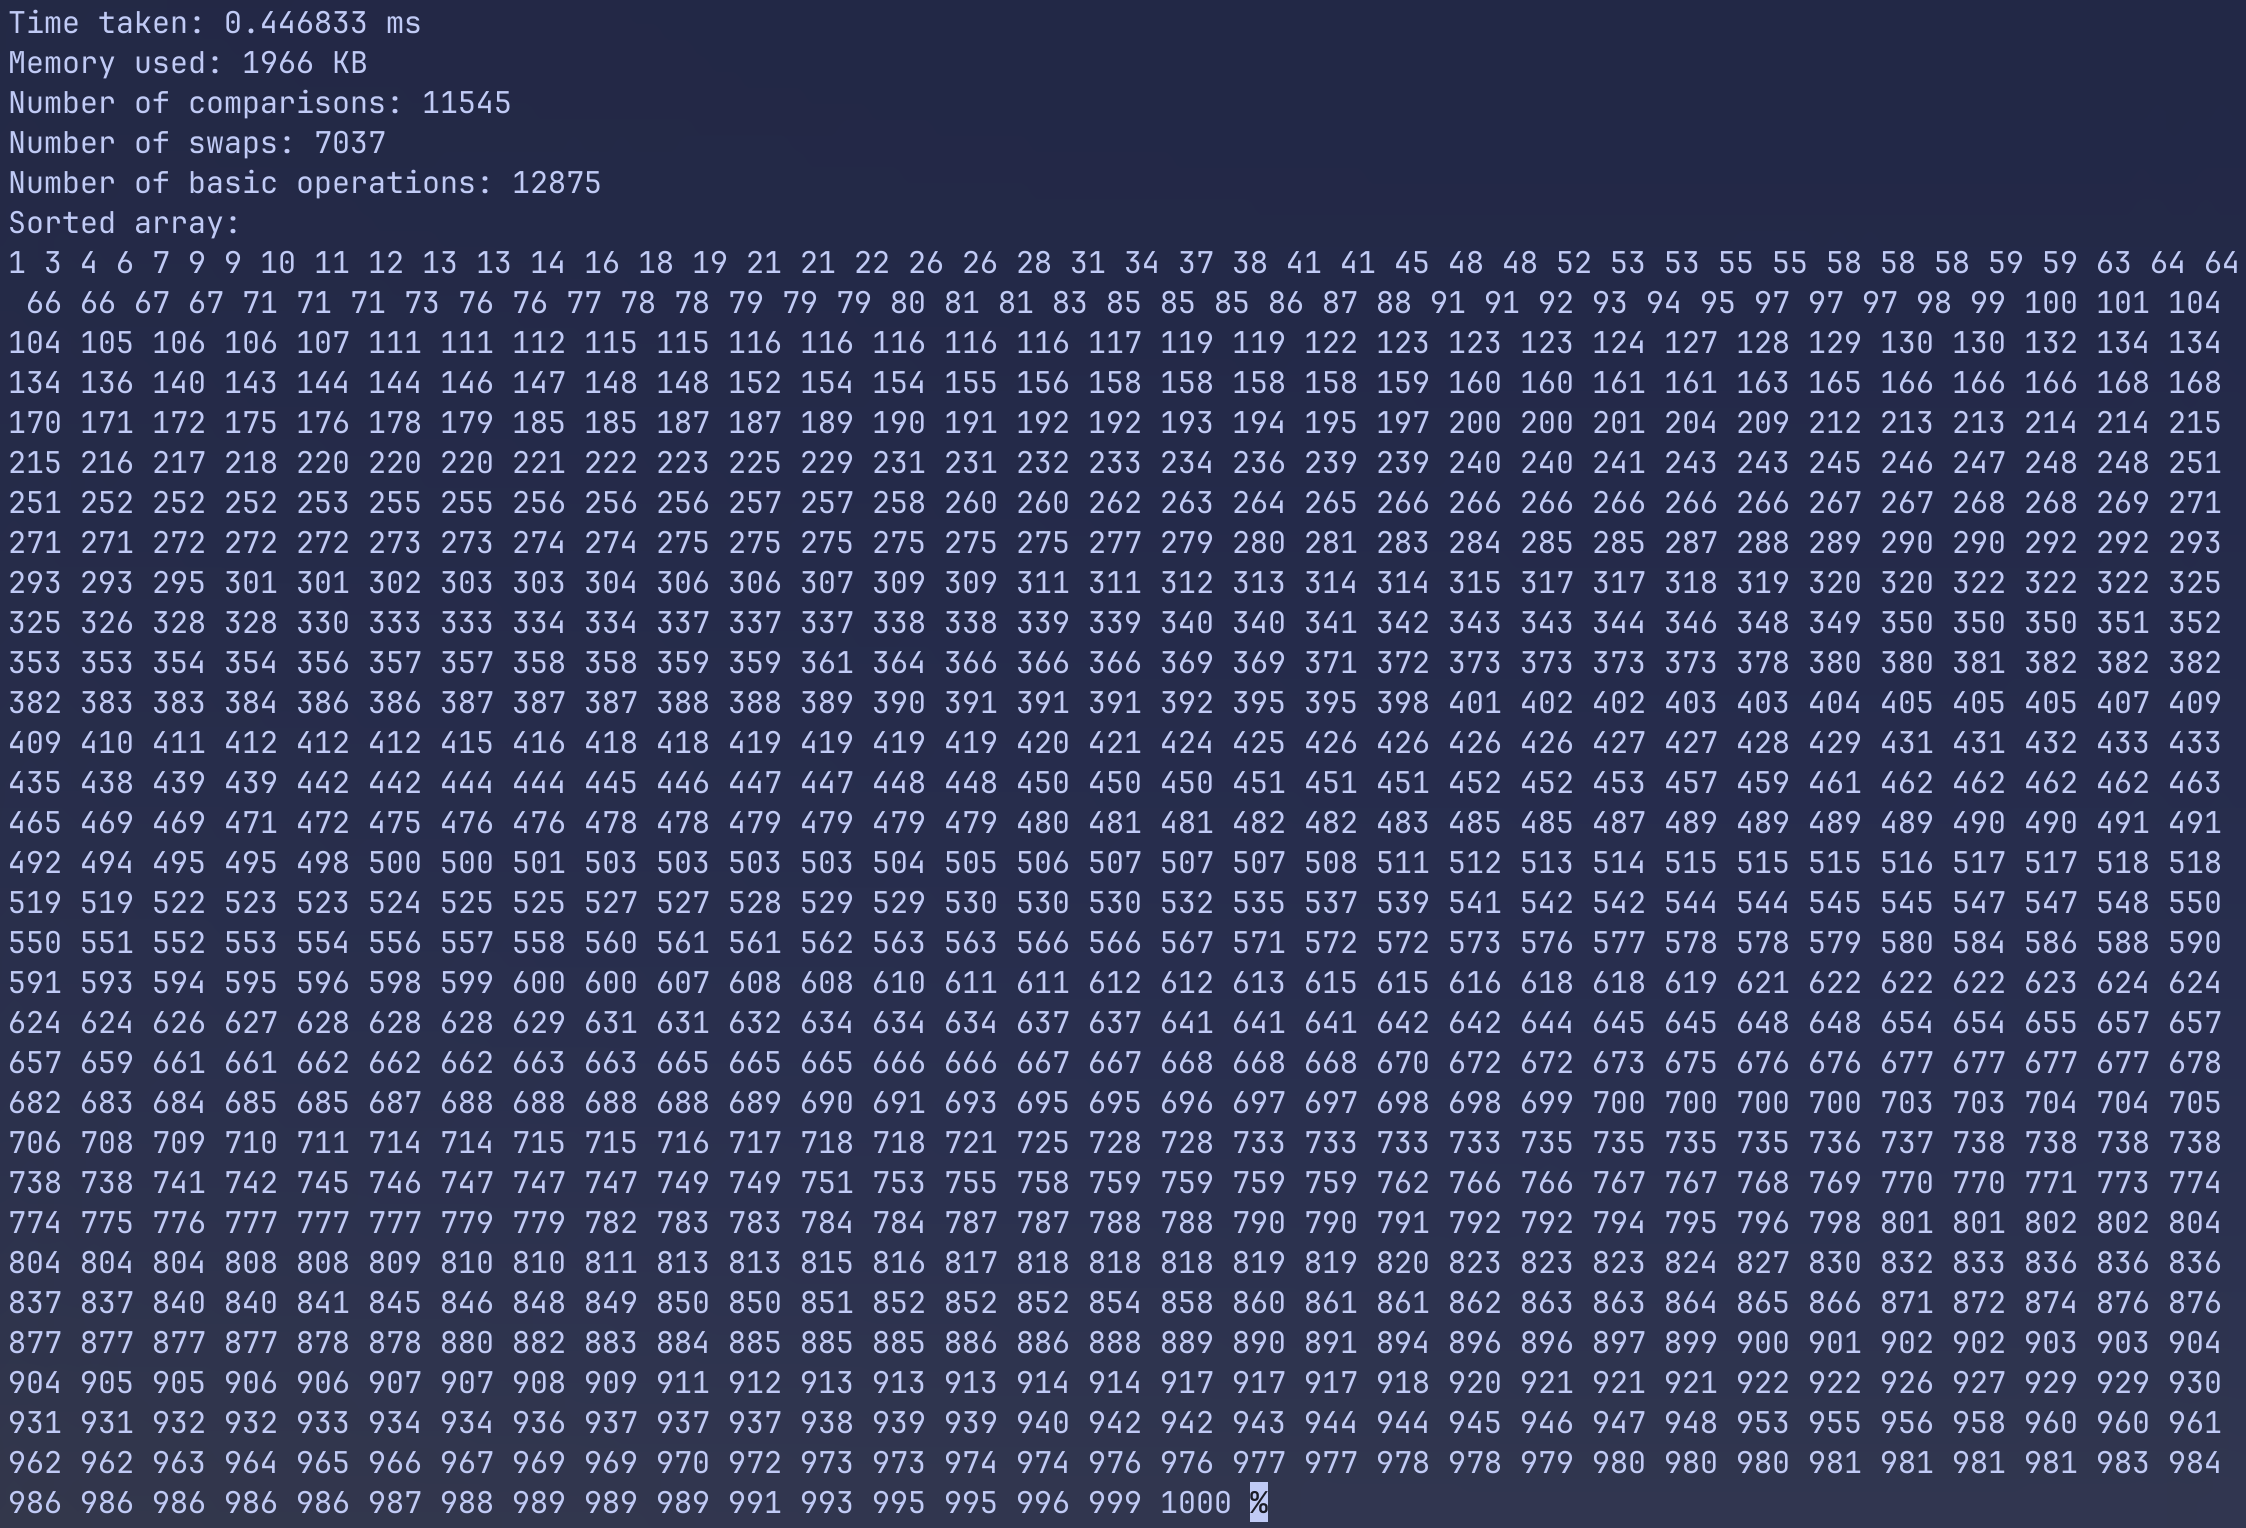 Time taken: 0.446833 ms
Memory used: 1966 KB
Number of comparisons: 11545
Number of swaps: 7037
Number of basic operations: 12875
Sorted array:
1 3 4 6 7 9 9 10 11 12 13 13 14 16 18 19 21 21 22 26 26 28 31 34 37 38 41 41 45 48 48 52 53 53 55 55 58 58 58 59 59 63 64 64
66 66 67 67 71 71 71 73 76 76 77 78 78 79 79 79 80 81 81 83 85 85 85 86 87 88 91 91 92 93 94 95 97 97 97 98 99 100 101 104
104 105 106 106 107 111 111 112 115 115 116 116 116 116 116 117 119 119 122 123 123 123 124 127 128 129 130 130 132 134 134
134 136 140 143 144 144 146 147 148 148 152 154 154 155 156 158 158 158 158 159 160 160 161 161 163 165 166 166 166 168 168
170 171 172 175 176 178 179 185 185 187 187 189 190 191 192 192 193 194 195 197 200 200 201 204 209 212 213 213 214 214 215
215 216 217 218 220 220 220 221 222 223 225 229 231 231 232 233 234 236 239 239 240 240 241 243 243 245 246 247 248 248 251
251 252 252 252 253 255 255 256 256 256 257 257 258 260 260 262 263 264 265 266 266 266 266 266 266 267 267 268 268 269 271
271 271 272 272 272 273 273 274 274 275 275 275 275 275 275 277 279 280 281 283 284 285 285 287 288 289 290 290 292 292 293
293 293 295 301 301 302 303 303 304 306 306 307 309 309 311 311 312 313 314 314 315 317 317 318 319 320 320 322 322 322 325
325 326 328 328 330 333 333 334 334 337 337 337 338 338 339 339 340 340 341 342 343 343 344 346 348 349 350 350 350 351 352
353 353 354 354 356 357 357 358 358 359 359 361 364 366 366 366 369 369 371 372 373 373 373 373 378 380 380 381 382 382 382
382 383 383 384 386 386 387 387 387 388 388 389 390 391 391 391 392 395 395 398 401 402 402 403 403 404 405 405 405 407 409
409 410 411 412 412 412 415 416 418 418 419 419 419 419 420 421 424 425 426 426 426 426 427 427 428 429 431 431 432 433 433
435 438 439 439 442 442 444 444 445 446 447 447 448 448 450 450 450 451 451 451 452 452 453 457 459 461 462 462 462 462 463
465 469 469 471 472 475 476 476 478 478 479 479 479 479 480 481 481 482 482 483 485 485 487 489 489 489 489 490 490 491 491
492 494 495 495 498 500 500 501 503 503 503 503 504 505 506 507 507 507 508 511 512 513 514 515 515 515 516 517 517 518 518
519 519 522 523 523 524 525 525 527 527 528 529 529 530 530 530 532 535 537 539 541 542 542 544 544 545 545 547 547 548 550
550 551 552 553 554 556 557 558 560 561 561 562 563 563 566 566 567 571 572 572 573 576 577 578 578 579 580 584 586 588 590
591 593 594 595 596 598 599 600 600 607 608 608 610 611 611 612 612 613 615 615 616 618 618 619 621 622 622 622 623 624 624
624 624 626 627 628 628 628 629 631 631 632 634 634 634 637 637 641 641 641 642 642 644 645 645 648 648 654 654 655 657 657
657 659 661 661 662 662 662 663 663 665 665 665 666 666 667 667 668 668 668 670 672 672 673 675 676 676 677 677 677 677 678
682 683 684 685 685 687 688 688 688 688 689 690 691 693 695 695 696 697 697 698 698 699 700 700 700 700 703 703 704 704 705
706 708 709 710 711 714 714 715 715 716 717 718 718 721 725 728 728 733 733 733 733 735 735 735 735 736 737 738 738 738 738
738 738 741 742 745 746 747 747 747 749 749 751 753 755 758 759 759 759 759 762 766 766 767 767 768 769 770 770 771 773 774
774 775 776 777 777 777 779 779 782 783 783 784 784 787 787 788 788 790 790 791 792 792 794 795 796 798 801 801 802 802 804
804 804 804 808 808 809 810 810 811 813 813 815 816 817 818 818 818 819 819 820 823 823 823 824 827 830 832 833 836 836 836
837 837 840 840 841 845 846 848 849 850 850 851 852 852 852 854 858 860 861 861 862 863 863 864 865 866 871 872 874 876 876
877 877 877 877 878 878 880 882 883 884 885 885 885 886 886 888 889 890 891 894 896 896 897 899 900 901 902 902 903 903 904
904 905 905 906 906 907 907 908 909 911 912 913 913 913 914 914 917 917 917 918 920 921 921 921 922 922 926 927 929 929 930
931 931 932 932 933 934 934 936 937 937 937 938 939 939 940 942 942 943 944 944 945 946 947 948 953 955 956 958 960 960 961
962 962 963 964 965 966 967 969 969 970 972 973 973 974 974 976 976 977 977 978 978 979 980 980 980 981 981 981 981 983 984
986 986 986 986 986 987 988 989 989 989 991 993 995 995 996 999 1000 %